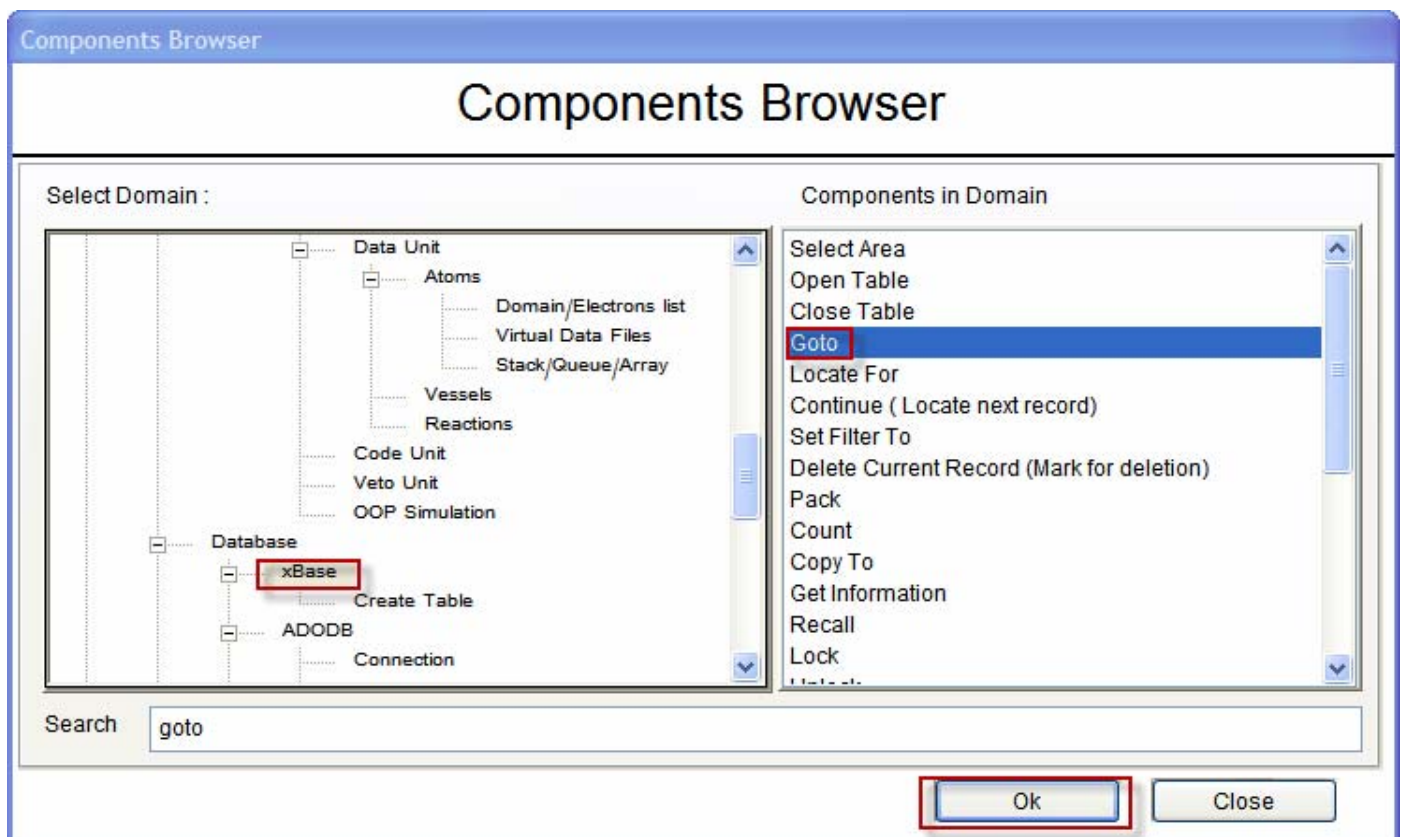 Components Browser
Components Browser
Select Domain :
Data Unit
Atoms
Domain/Electrons list
Virtual Data Files
Stack/Queue/Array
Vessels
Reactions
Code Unit
Veto Unit
OOP Simulation
Database
xBase
Create Table
ADODB
Connection
Components in Domain
Select Area
Open Table
Close Table
Goto
Locate For
Continue ( Locate next record)
Set Filter To
Delete Current Record (Mark for deletion)
Pack
Count
Copy To
Get Information
Recall
Lock
Search
goto
Ok
Close